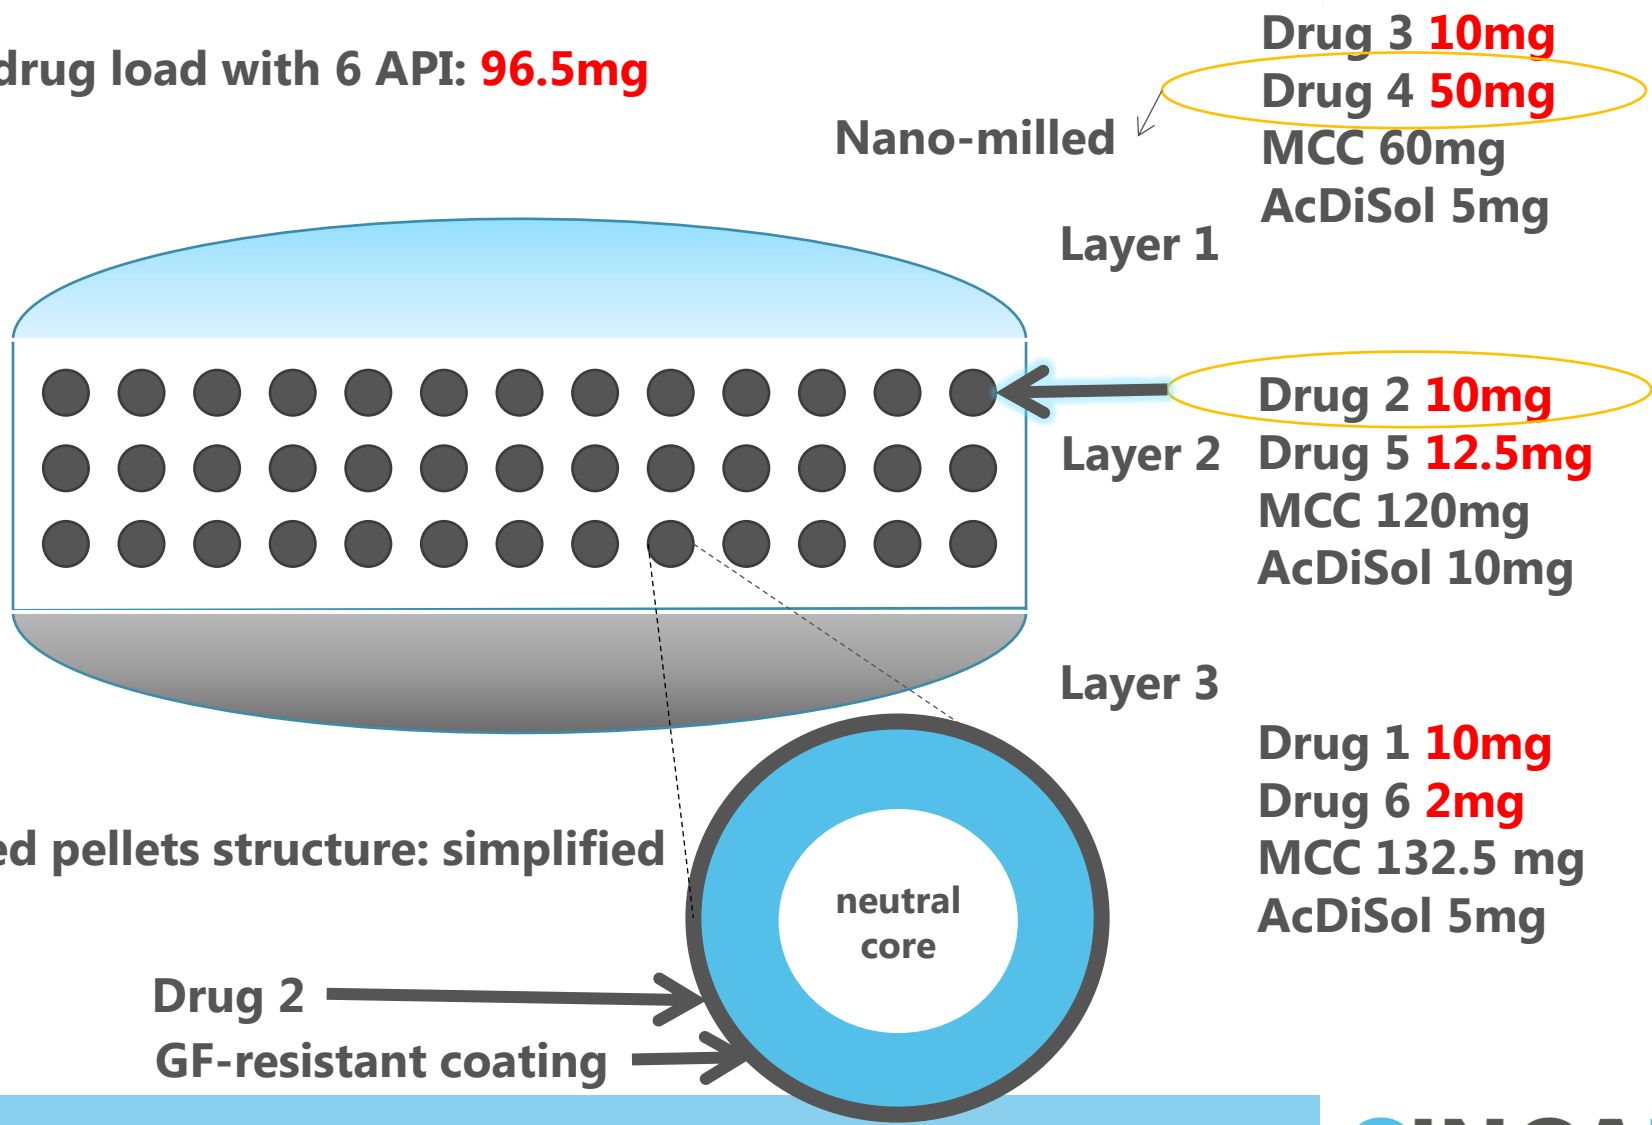 drug load with 6 API: 96.5mg
Drug 3 10mg
Drug 4 50mg
MCC 60mg
AcDiSol 5mg
Nano-milled
Layer 1
Drug 2 10mg
Drug 5 12.5mg
MCC 120mg
AcDiSol 10mg
Layer 2
Layer 3
Drug 1 10mg
Drug 6 2mg
MCC 132.5 mg
AcDiSol 5mg
pellets structure: simplified
neutral
core
Drug 2
GF-resistant coating